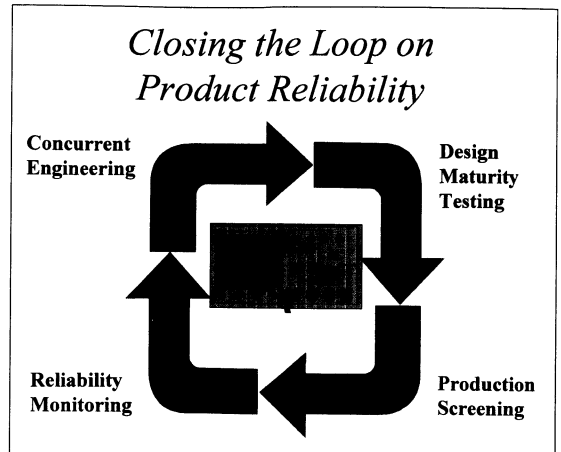 Closing the Loop on
Product Reliability
Concurrent
Engineering
Design
Maturity
Testing
Reliability
Monitoring
Production
Screening